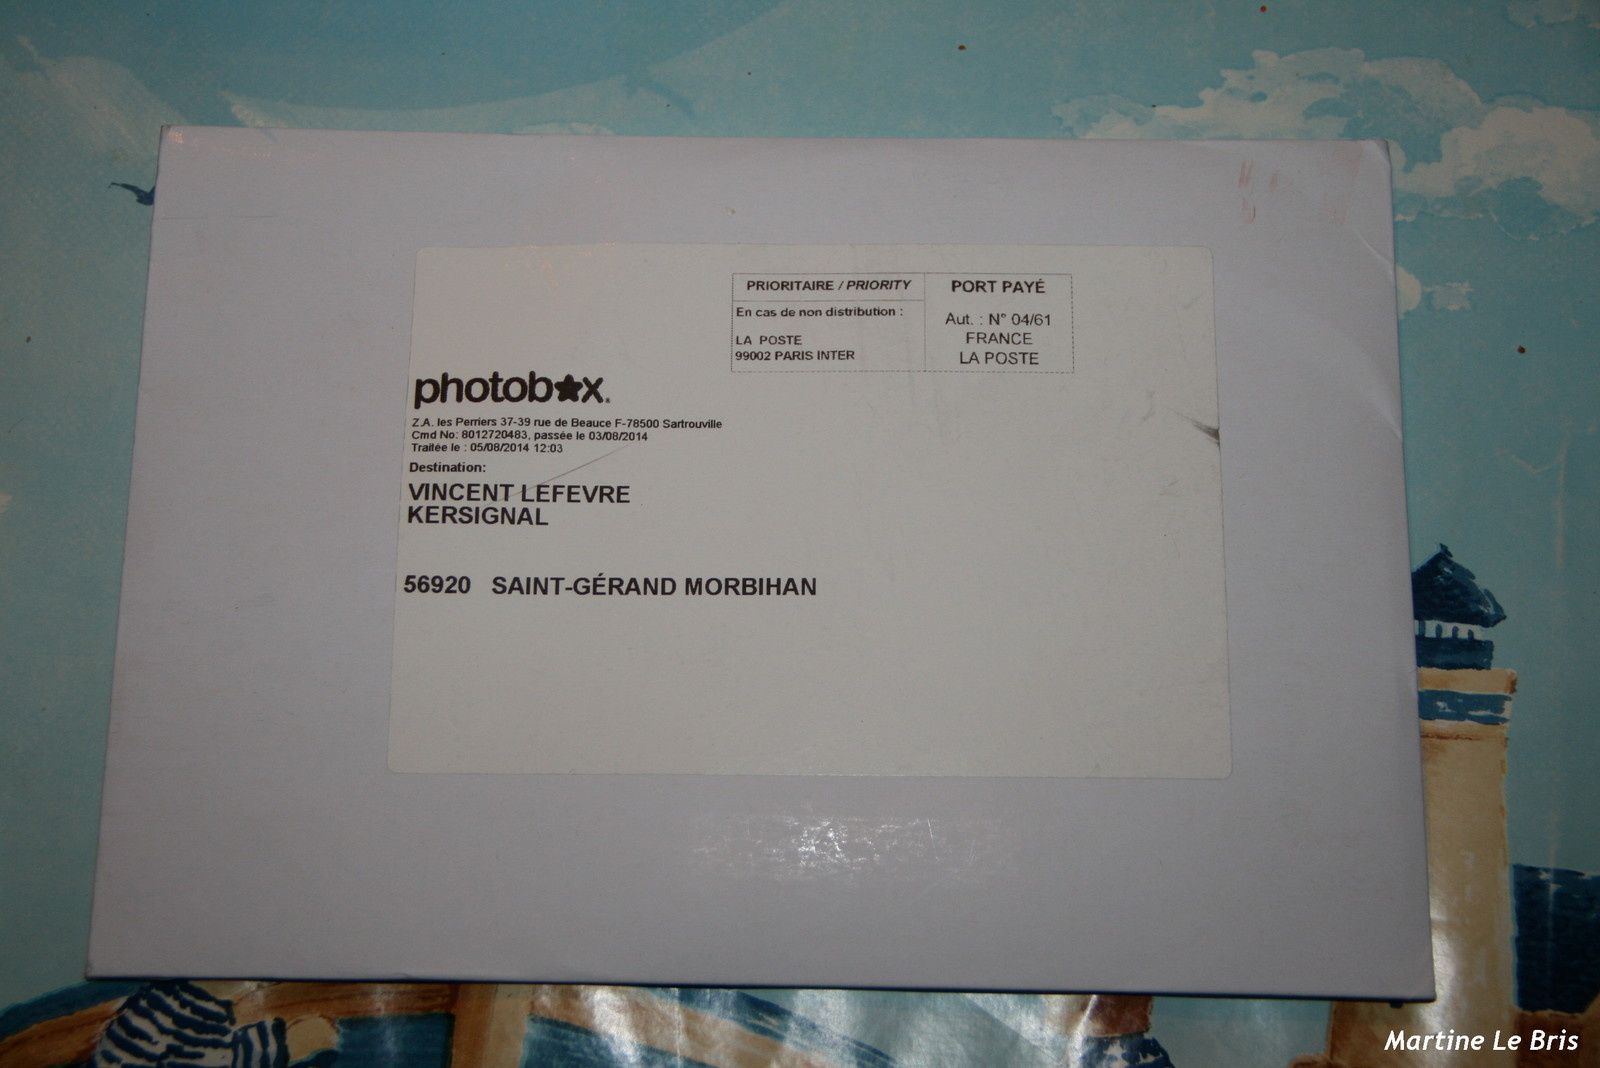 PRIORITAIRE / PRIORITY
En cas de non distribution :
LA POSTE
99002 PARIS INTER
PORT PAYÉ
Aut. : N° 04/61
FRANCE
LA POSTE
photobox.
Z.A. les Perriers 37-39 rue de Beauce F-78500 Sartrouville
Cmd No: 8012720483, passée le 03/08/2014
Traitée le : 05/08/2014 12:03
Destination:
VINCENT LEFEVRE
KERSIGNAL
56920 SAINT-GÉRAND MORBIHAN
Martine Le Bris